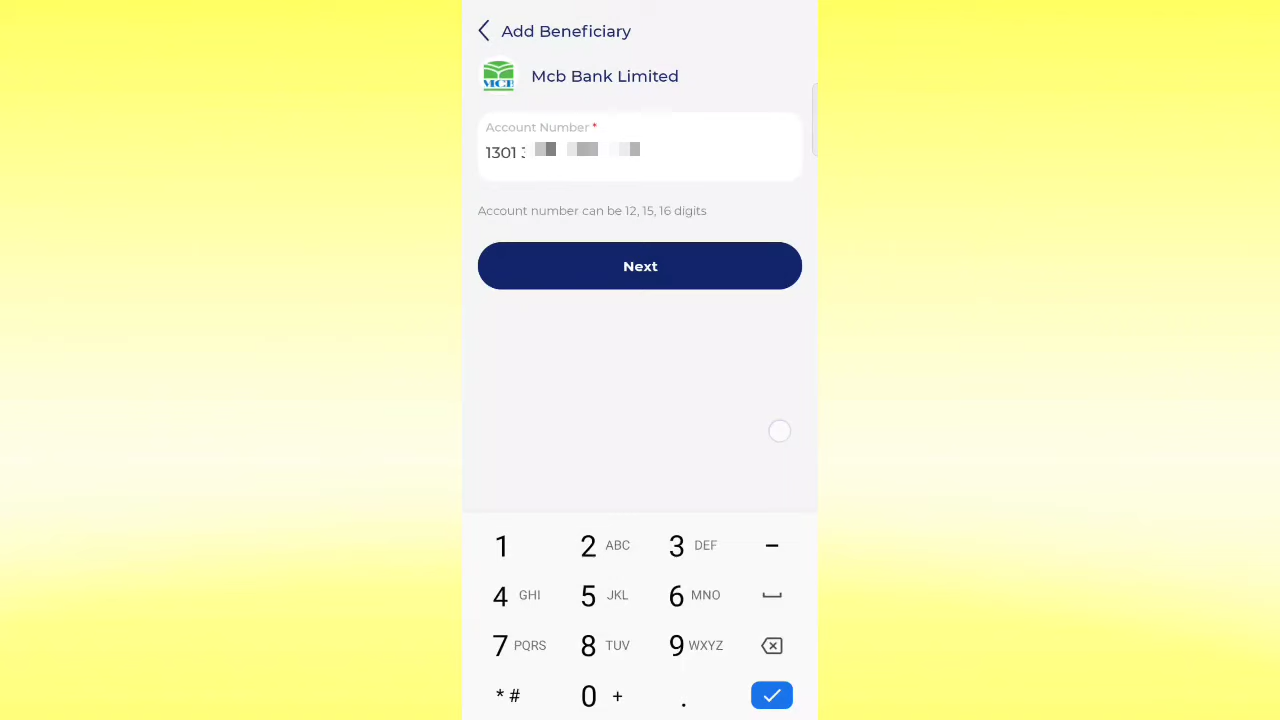 Add Beneficiary
MCB
Mcb Bank Limited
Account Number *
1301
Account number can be 12, 15, 16 digits
Next
1 2 ABC 3 DEF -
4 GHI 5 JKL 6 MNO
7 PQRS 8 TUV 9 WXYZ
* # 0 + .